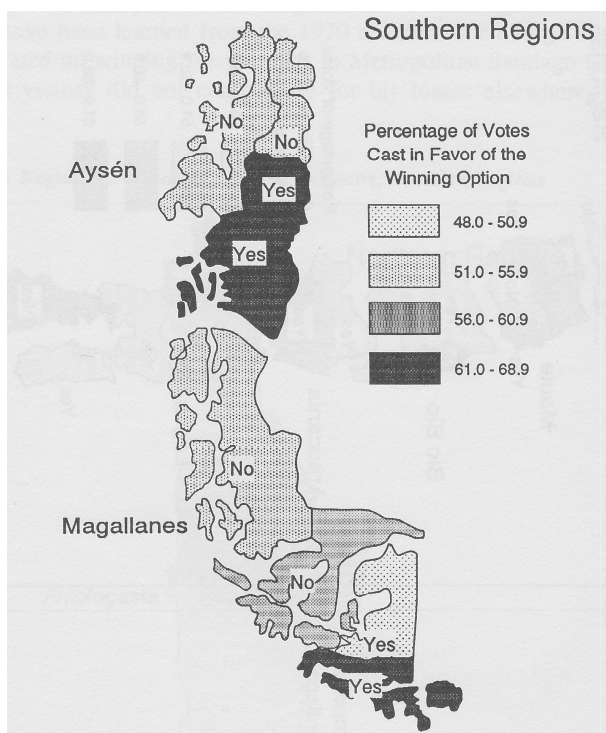 Southern Regions
Percentage of Votes
Cast in Favor of the
Winning Option
48.0 - 50.9
51.0 - 55.9
56.0 - 60.9
61.0 - 68.9
No
No
Aysén
Yes
Yes
No
Magallanes
No
Yes
Yes